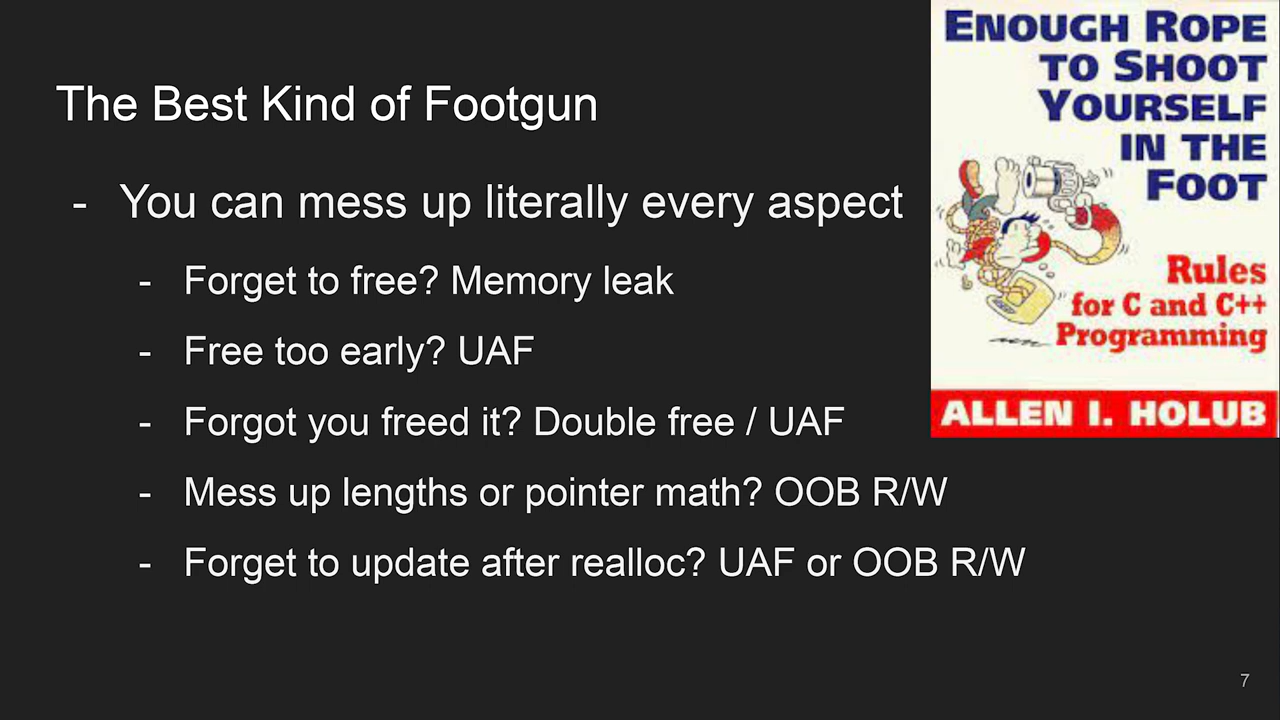 The Best Kind of Footgun
- You can mess up literally every aspect
- Forget to free? Memory leak
- Free too early? UAF
- Forgot you freed it? Double free / UAF
- Mess up lengths or pointer math? OOB R/W
- Forget to update after realloc? UAF or OOB R/W
ENOUGH ROPE
TO SHOOT
YOURSELF
IN THE
FOOT
Rules
for C and C++
Programming
ALLEN I. HOLUB
7